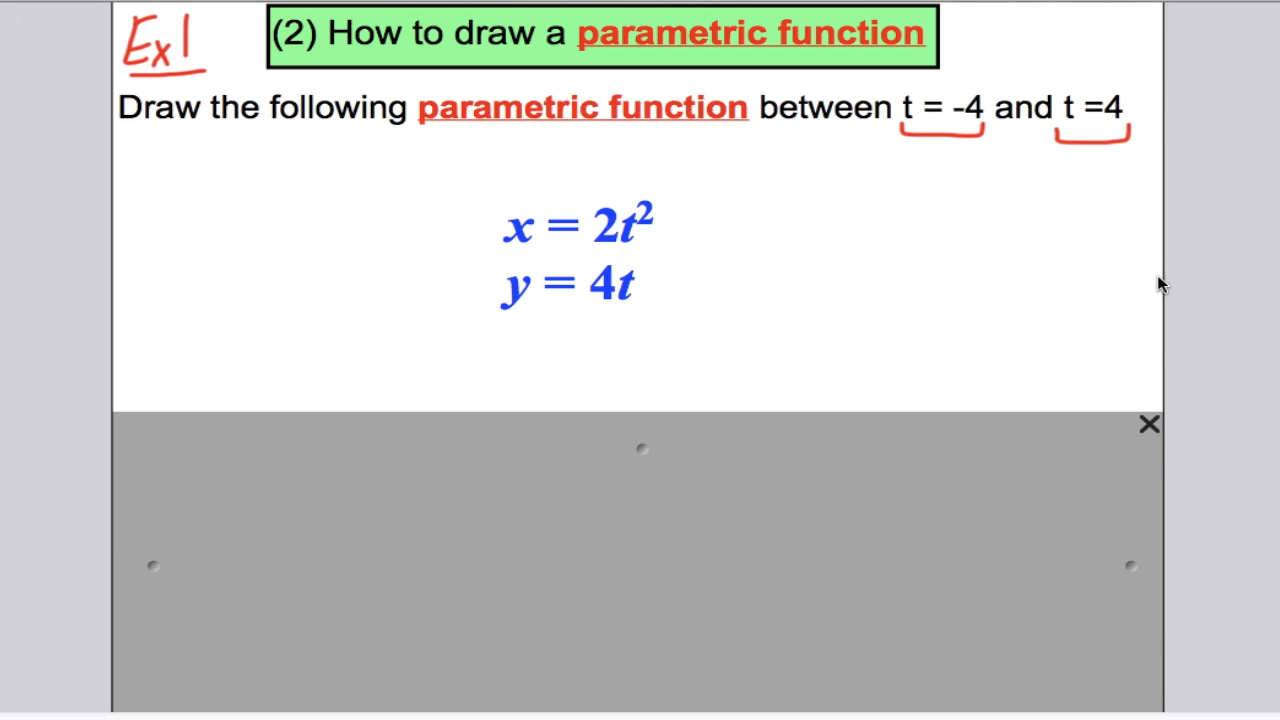 Ex1
(2) How to draw a parametric function
Draw the following parametric function between t = -4 and t =4
x = 2t²
y = 4t